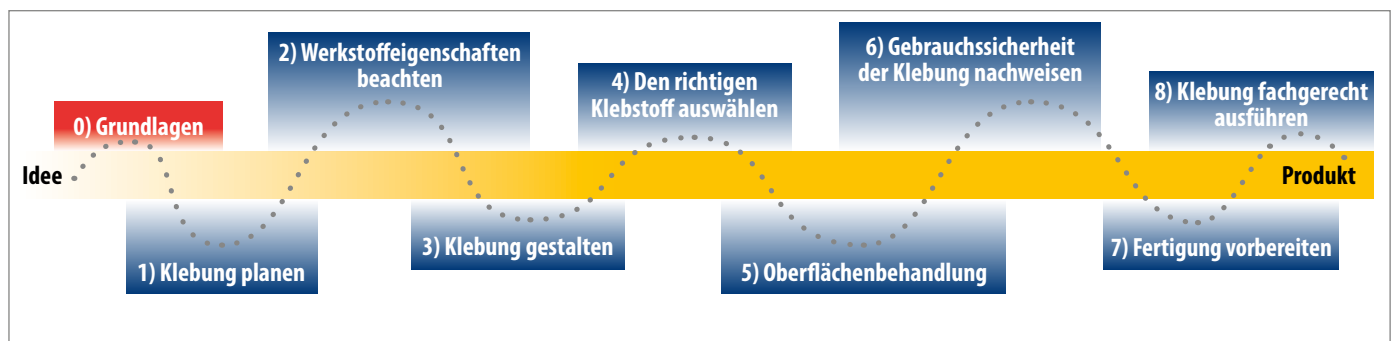 Idee
0) Grundlagen
1) Klebung planen
2) Werkstoffeigenschaften
beachten
3) Klebung gestalten
4) Den richtigen
Klebstoff auswählen
5) Oberflächenbehandlung
6) Gebrauchssicherheit
der Klebung nachweisen
7) Fertigung vorbereiten
8) Klebung fachgerecht
ausführen
Produkt